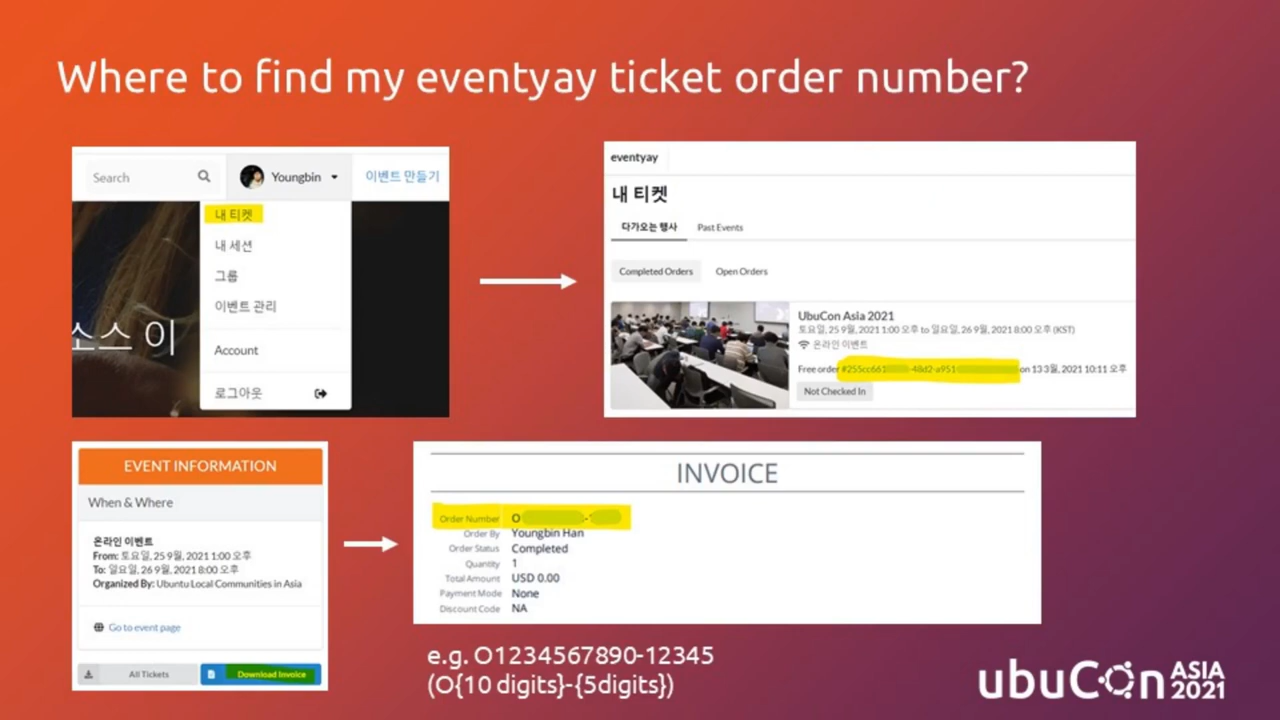 Where to find my eventyay ticket order number?
Search
Youngbin
이벤트 만들기
내 티켓
내 세션
그룹
이벤트 관리
Account
로그아웃
소스 이
eventyay
내 티켓
다가오는 행사 Past Events
Completed Orders Open Orders
UbuCon Asia 2021
토요일, 25 9월, 2021 1:00 오후 to 일요일, 26 9월, 2021 8:00 오후 (KST)
온라인 이벤트
Free order #255cc661 -48d2-a951 on 13 3월, 2021 10:11 오후
Not Checked In
EVENT INFORMATION
When & Where
온라인 이벤트
From: 토요일, 25 9월, 2021 1:00 오후
To: 일요일, 26 9월, 2021 8:00 오후
Organized By: Ubuntu Local Communities in Asia
Go to event page
All Tickets Download Invoice
INVOICE
Order Number O -1
Order By Youngbin Han
Order Status Completed
Quantity 1
Total Amount USD 0.00
Payment Mode None
Discount Code NA
e.g. O1234567890-12345
(O{10 digits}-{5digits})
ubuCon ASIA 2021